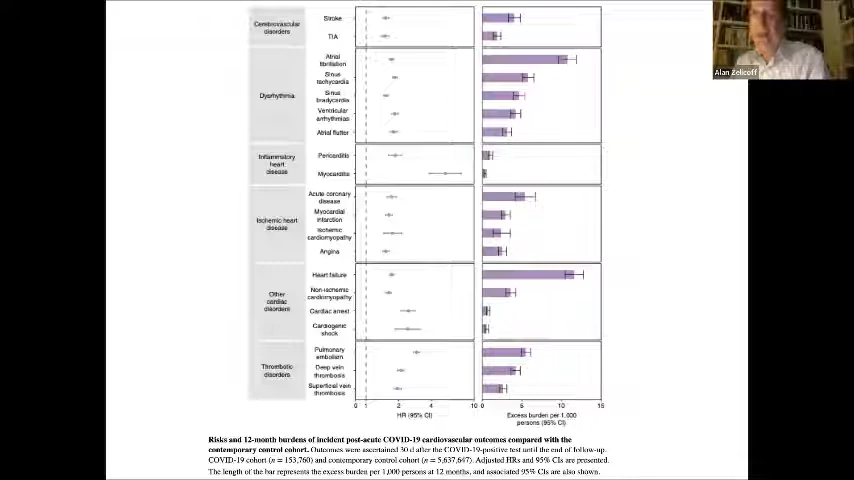 Cerebrovascular
disorders
Stroke
TIA
Dysrhythmia
Atrial
fibrillation
Sinus
tachycardia
Sinus
bradycardia
Ventricular
arrhythmias
Atrial flutter
Inflammatory
heart
disease
Pericarditis
Myocarditis
Ischemic heart
disease
Acute coronary
disease
Myocardial
infarction
Ischemic
cardiomyopathy
Angina
Other
cardiac
disorders
Heart failure
Non-ischemic
cardiomyopathy
Cardiac arrest
Cardiogenic
shock
Thrombotic
disorders
Pulmonary
embolism
Deep vein
thrombosis
Superficial vein
thrombosis
0 1 2 4 10
HR (95% CI)
0 5 10 15
Excess burden per 1,000
persons (95% CI)
Risks and 12-month burdens of incident post-acute COVID-19 cardiovascular outcomes compared with the
contemporary control cohort. Outcomes were ascertained 30 d after the COVID-19-positive test until the end of follow-up.
COVID-19 cohort (n = 153,760) and contemporary control cohort (n = 5,637,647). Adjusted HRs and 95% CIs are presented.
The length of the bar represents the excess burden per 1,000 persons at 12 months, and associated 95% CIs are also shown.
Alan Zelicoff